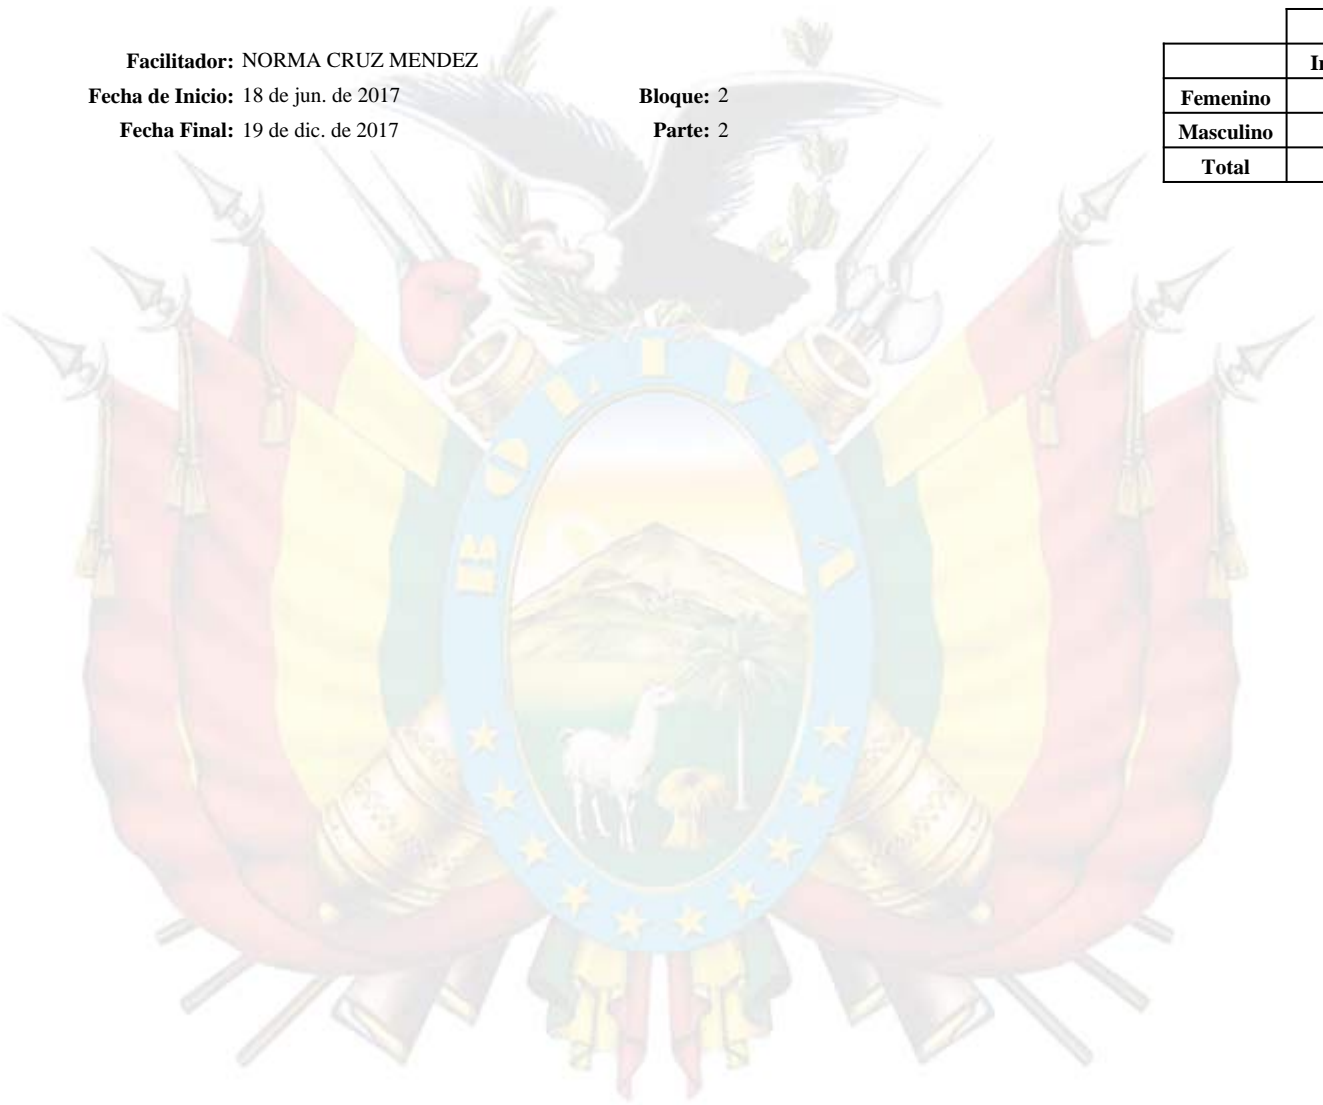 Facilitador: NORMA CRUZ MENDEZ
Fecha de Inicio: 18 de jun. de 2017 Bloque: 2
Fecha Final: 19 de dic. de 2017 Parte: 2
Femenino
Masculino
Total
BOLIVIA